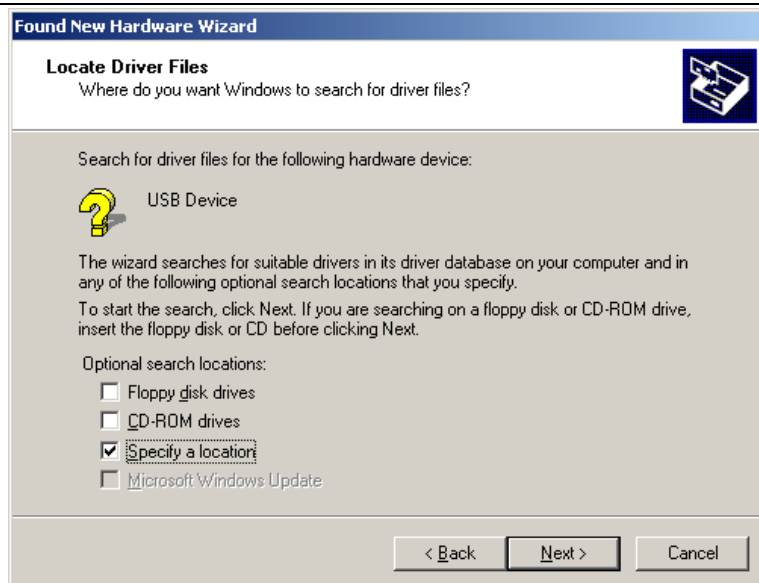 Found New Hardware Wizard
Locate Driver Files
Where do you want Windows to search for driver files?
Search for driver files for the following hardware device:
USB Device
The wizard searches for suitable drivers in its driver database on your computer and in
any of the following optional search locations that you specify.
To start the search, click Next. If you are searching on a floppy disk or CD-ROM drive,
insert the floppy disk or CD before clicking Next.
Optional search locations:
Floppy disk drives
CD-ROM drives
Specify a location
Microsoft Windows Update
< Back Next > Cancel